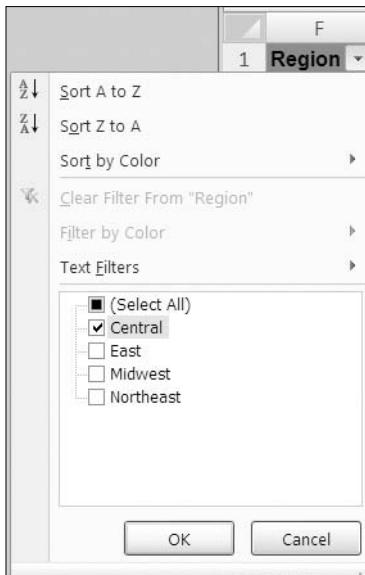 F
1 Region
Sort A to Z
Sort Z to A
Sort by Color
Clear Filter From "Region"
Filter by Color
Text Filters
(Select All)
Central
East
Midwest
Northeast
OK Cancel